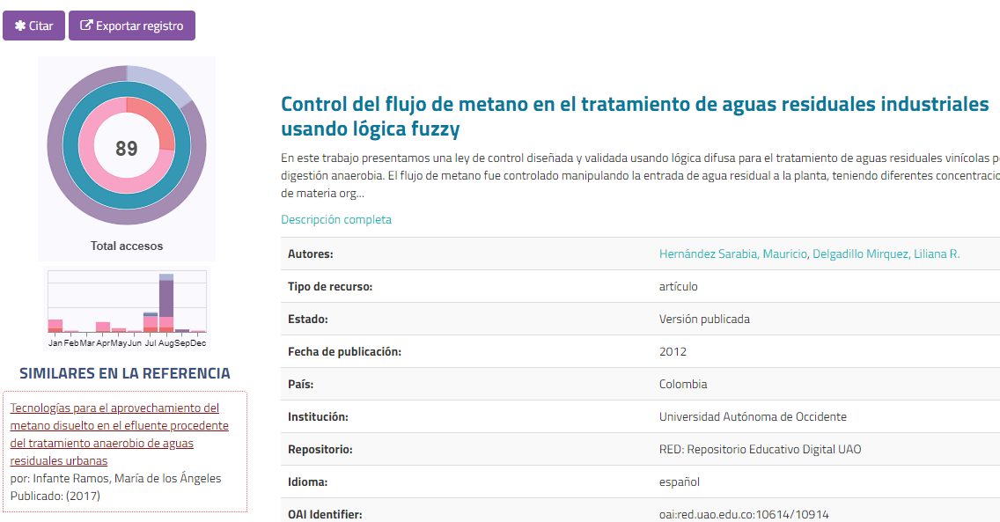 Citar
Exportar registro
89
Total accesos
Jan Feb Mar Apr May Jun Jul Aug Sep Dec
SIMILARES EN LA REFERENCIA
Tecnologías para el aprovechamiento del
metano disuelto en el efluente procedente
del tratamiento anaerobio de aguas
residuales urbanas
por: Infante Ramos, María de los Ángeles
Publicado: (2017)
Control del flujo de metano en el tratamiento de aguas residuales industriales
usando lógica fuzzy
En este trabajo presentamos una ley de control diseñada y validada usando lógica difusa para el tratamiento de aguas residuales vinícolas
digestión anaerobia. El flujo de metano fue controlado manipulando la entrada de agua residual a la planta, teniendo diferentes
de materia org...
Descripción completa
Autores: Hernández Sarabia, Mauricio, Delgadillo Mirquez, Liliana R.
Tipo de recurso: artículo
Estado: Versión publicada
Fecha de publicación: 2012
País: Colombia
Institución: Universidad Autónoma de Occidente
Repositorio: RED: Repositorio Educativo Digital UAO
Idioma: español
OAI Identifier: oai:red.uao.edu.co:10614/10914